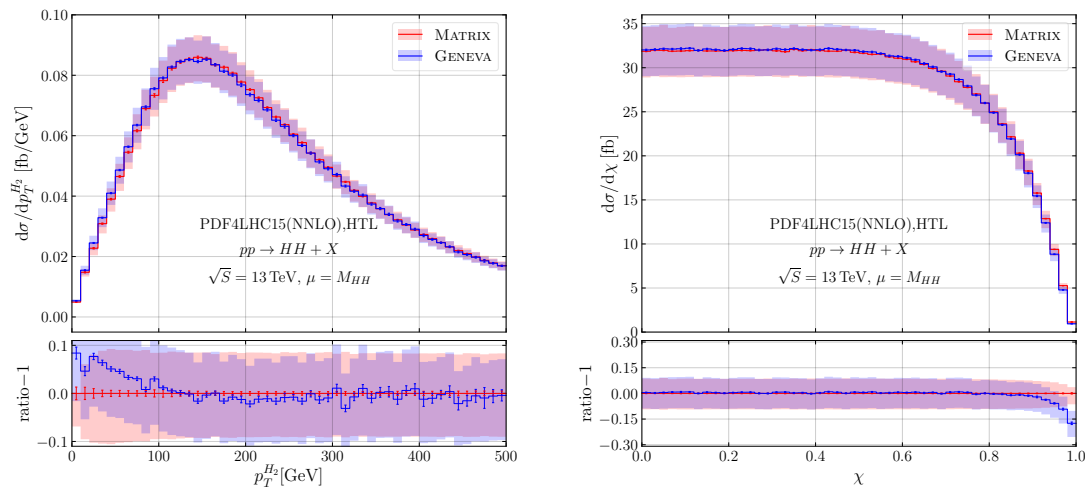 MATRIX
GENEVA
dσ/dp_T^{H_2} [fb/GeV]
0.10
0.08
0.06
0.04
0.02
0.00
PDF4LHC15(NNLO),HTL
pp → HH + X
√S = 13 TeV, μ = M_{HH}
ratio−1
0.1
0.0
−0.1
0
100
200
300
400
500
p_T^{H_2}[GeV]
MATRIX
GENEVA
dσ/dχ [fb]
35
30
25
20
15
10
5
0
PDF4LHC15(NNLO),HTL
pp → HH + X
√S = 13 TeV, μ = M_{HH}
ratio−1
0.15
0.00
−0.15
−0.30
0.0
0.2
0.4
0.6
0.8
1.0
χ